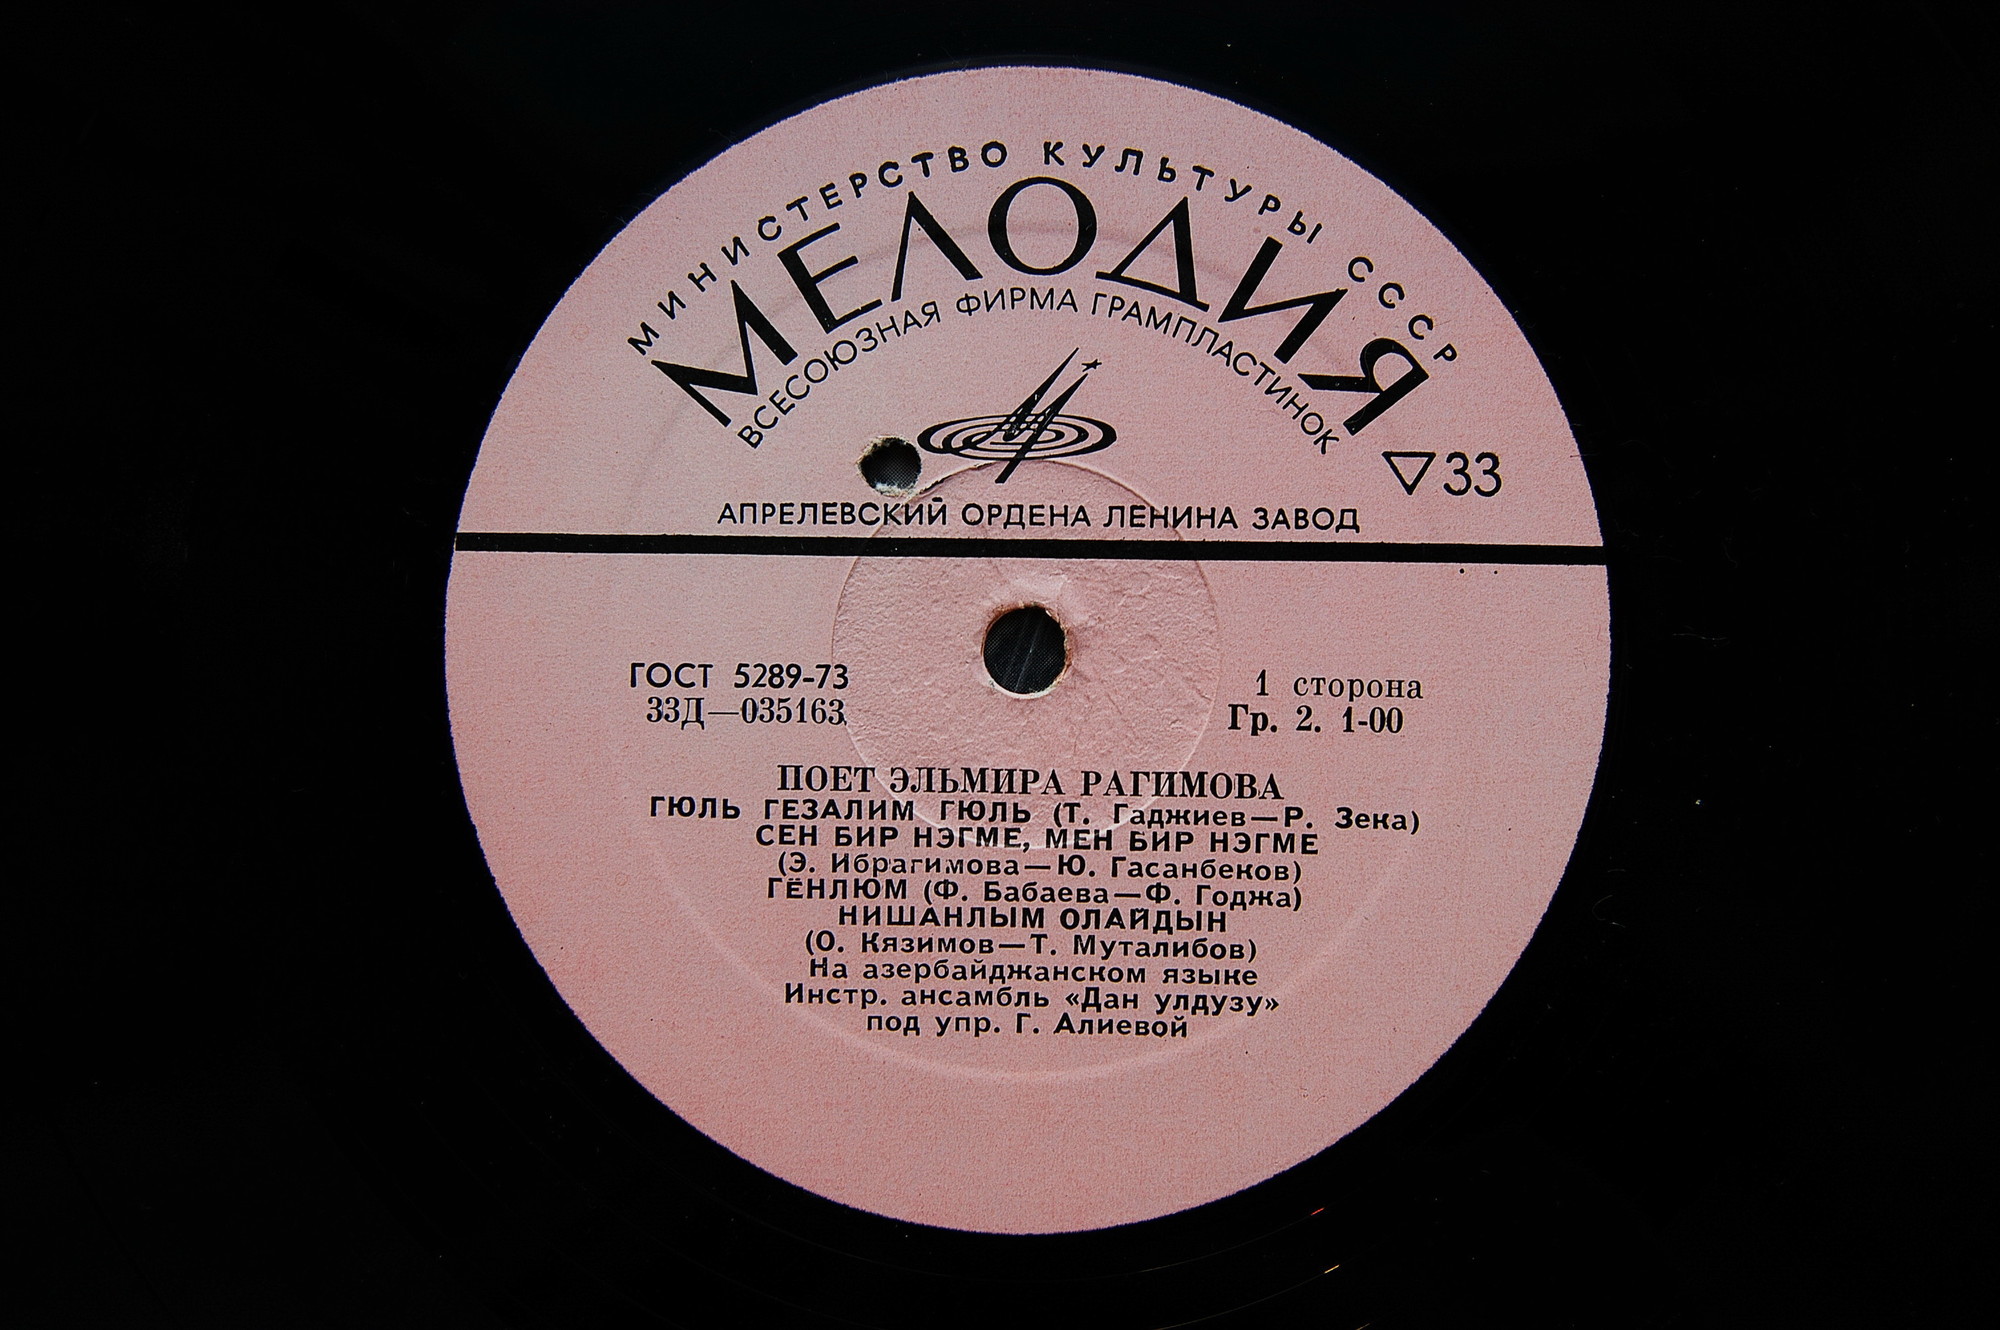 МИНИСТЕРСТВО КУЛЬТУРЫ СССР
МЕЛОДИЯ
ВСЕСОЮЗНАЯ ФИРМА ГРАМПЛАСТИНОК
33
АПРЕЛЕВСКИЙ ОРДЕНА ЛЕНИНА ЗАВОД
ГОСТ 5289-73
33Д—035163
1 сторона
Гр. 2. 1-00
ПОЕТ ЭЛЬМИРА РАГИМОВА
ГЮЛЬ ГЕЗАЛИМ ГЮЛЬ (Т. Гаджиев—Р. Зека)
СЕН БИР НЭГМЕ, МЕН БИР НЭГМЕ
(Э. Ибрагимова—Ю. Гасанбеков)
ГЁНЛЮМ (Ф. Бабаева—Ф. Годжа)
НИШАНЛЫМ ОЛАЙДЫН
(О. Кязимов—Т. Муталибов)
На азербайджанском языке
Инстр. ансамбль «Дан улдузу»
под упр. Г. Алиевой